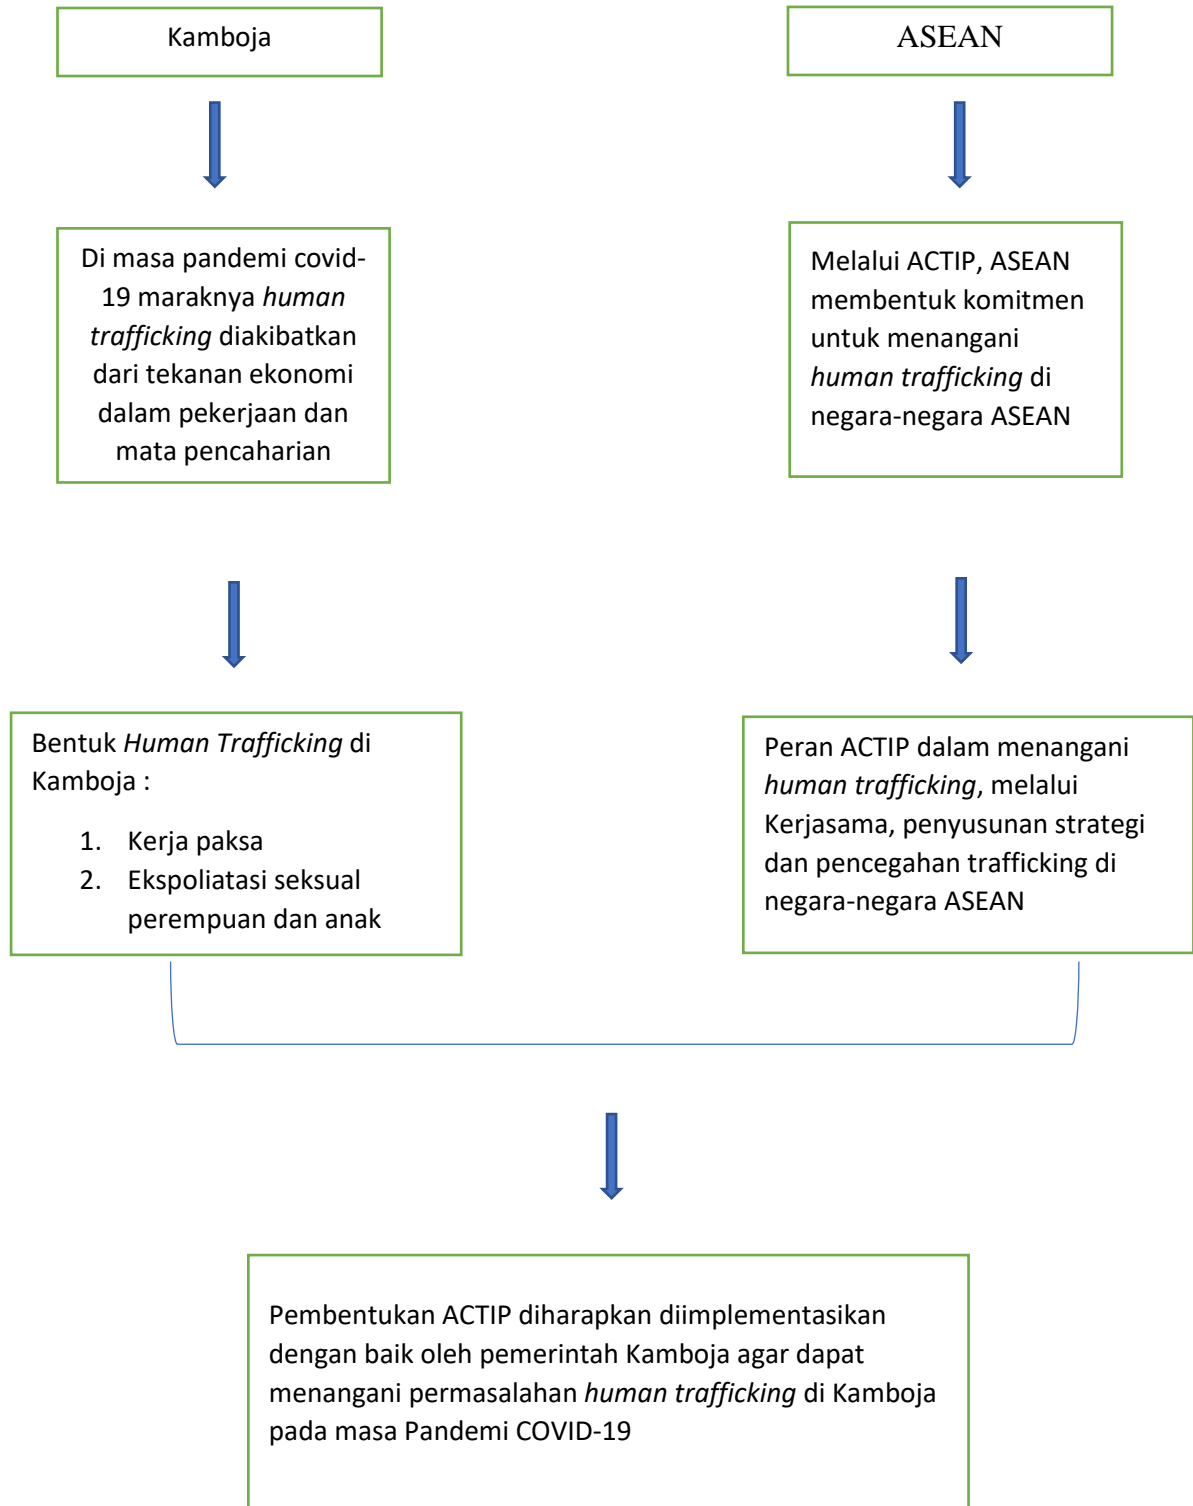 Kamboja
ASEAN
Di masa pandemi covid-
19 maraknya human
trafficking diakibatkan
dari tekanan ekonomi
dalam pekerjaan dan
mata pencaharian
Melalui ACTIP, ASEAN
membentuk komitmen
untuk menangani
human trafficking di
negara-negara ASEAN
Bentuk Human Trafficking di
Kamboja :
1. Kerja paksa
2. Ekspoliatasi seksual
perempuan dan anak
Peran ACTIP dalam menangani
human trafficking, melalui
Kerjasama, penyusunan strategi
dan pencegahan trafficking di
negara-negara ASEAN
Pembentukan ACTIP diharapkan diimplementasikan
dengan baik oleh pemerintah Kamboja agar dapat
menangani permasalahan human trafficking di Kamboja
pada masa Pandemi COVID-19